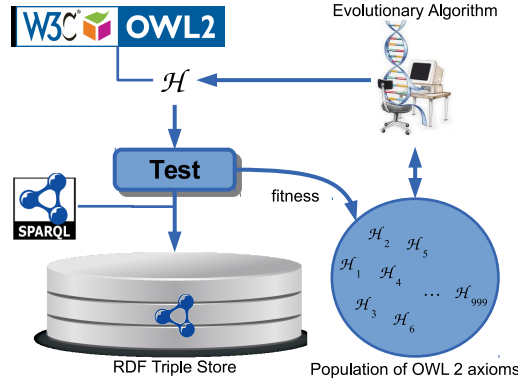 W3C OWL2
Evolutionary Algorithm
ℋ
Test
fitness
SPARQL
ℋ2
ℋ5
ℋ1
ℋ4
... ℋ999
ℋ3
ℋ6
RDF Triple Store
Population of OWL 2 axioms